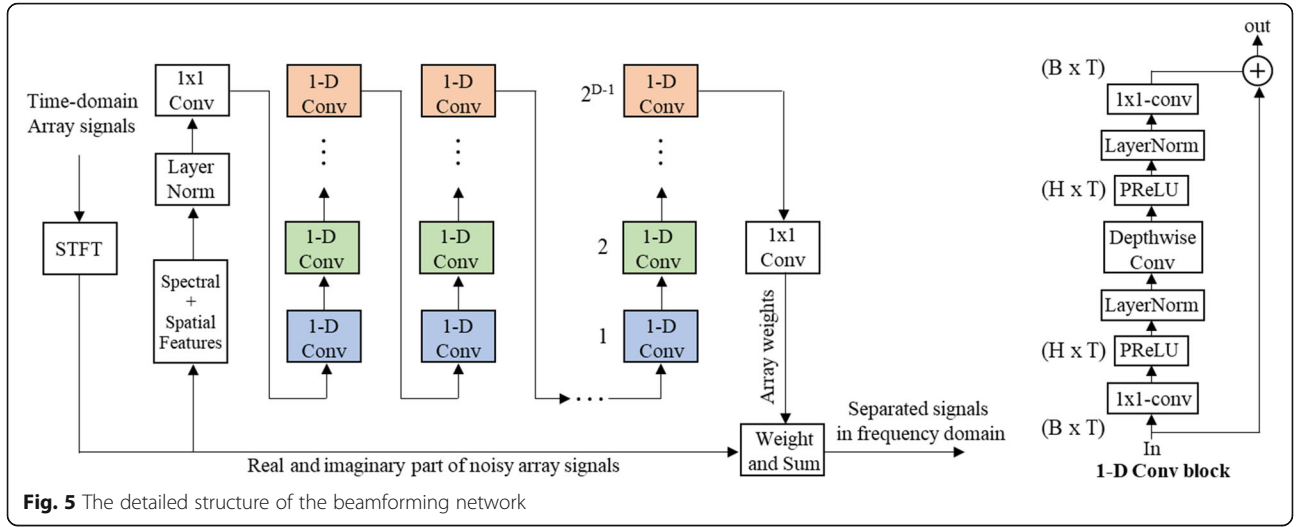 Time-domain
Array signals
STFT
1x1
Conv
Layer
Norm
Spectral
+
Spatial
Features
1-D
Conv
⋮
1-D
Conv
1-D
Conv
1-D
Conv
⋮
1-D
Conv
1-D
Conv
...
2^{D-1}
1-D
Conv
⋮
2
1-D
Conv
1
1-D
Conv
1x1
Conv
Array weights
Weight
and Sum
Real and imaginary part of noisy array signals
Separated signals
in frequency domain
out
+
(B x T)
1x1-conv
LayerNorm
(H x T)
PReLU
Depthwise
Conv
LayerNorm
(H x T)
PReLU
1x1-conv
(B x T)
In
1-D Conv block
Fig. 5 The detailed structure of the beamforming network